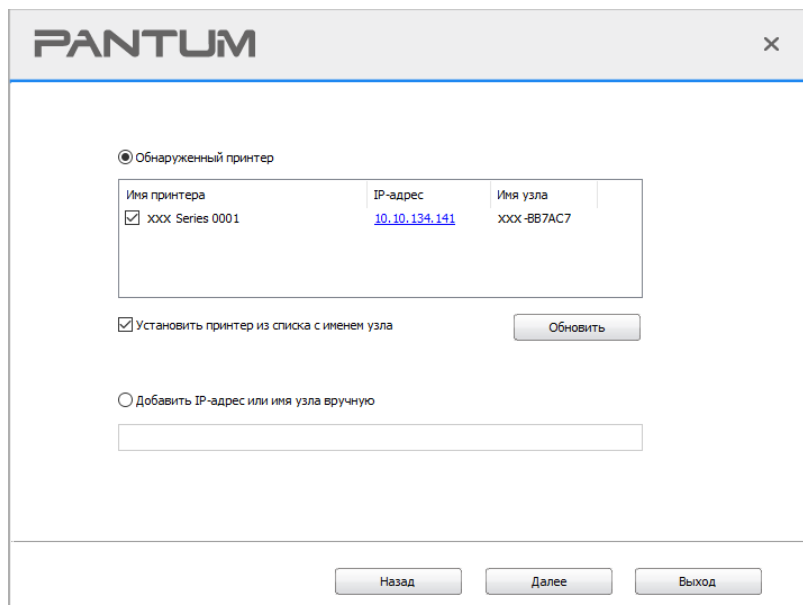 PANTUM
Обнаруженный принтер
Имя принтера IP-адрес Имя узла
XXX Series 0001 10.10.134.141 XXX-BB7AC7
Установить принтер из списка с именем узла
Обновить
Добавить IP-адрес или имя узла вручную
Назад Далее Выход